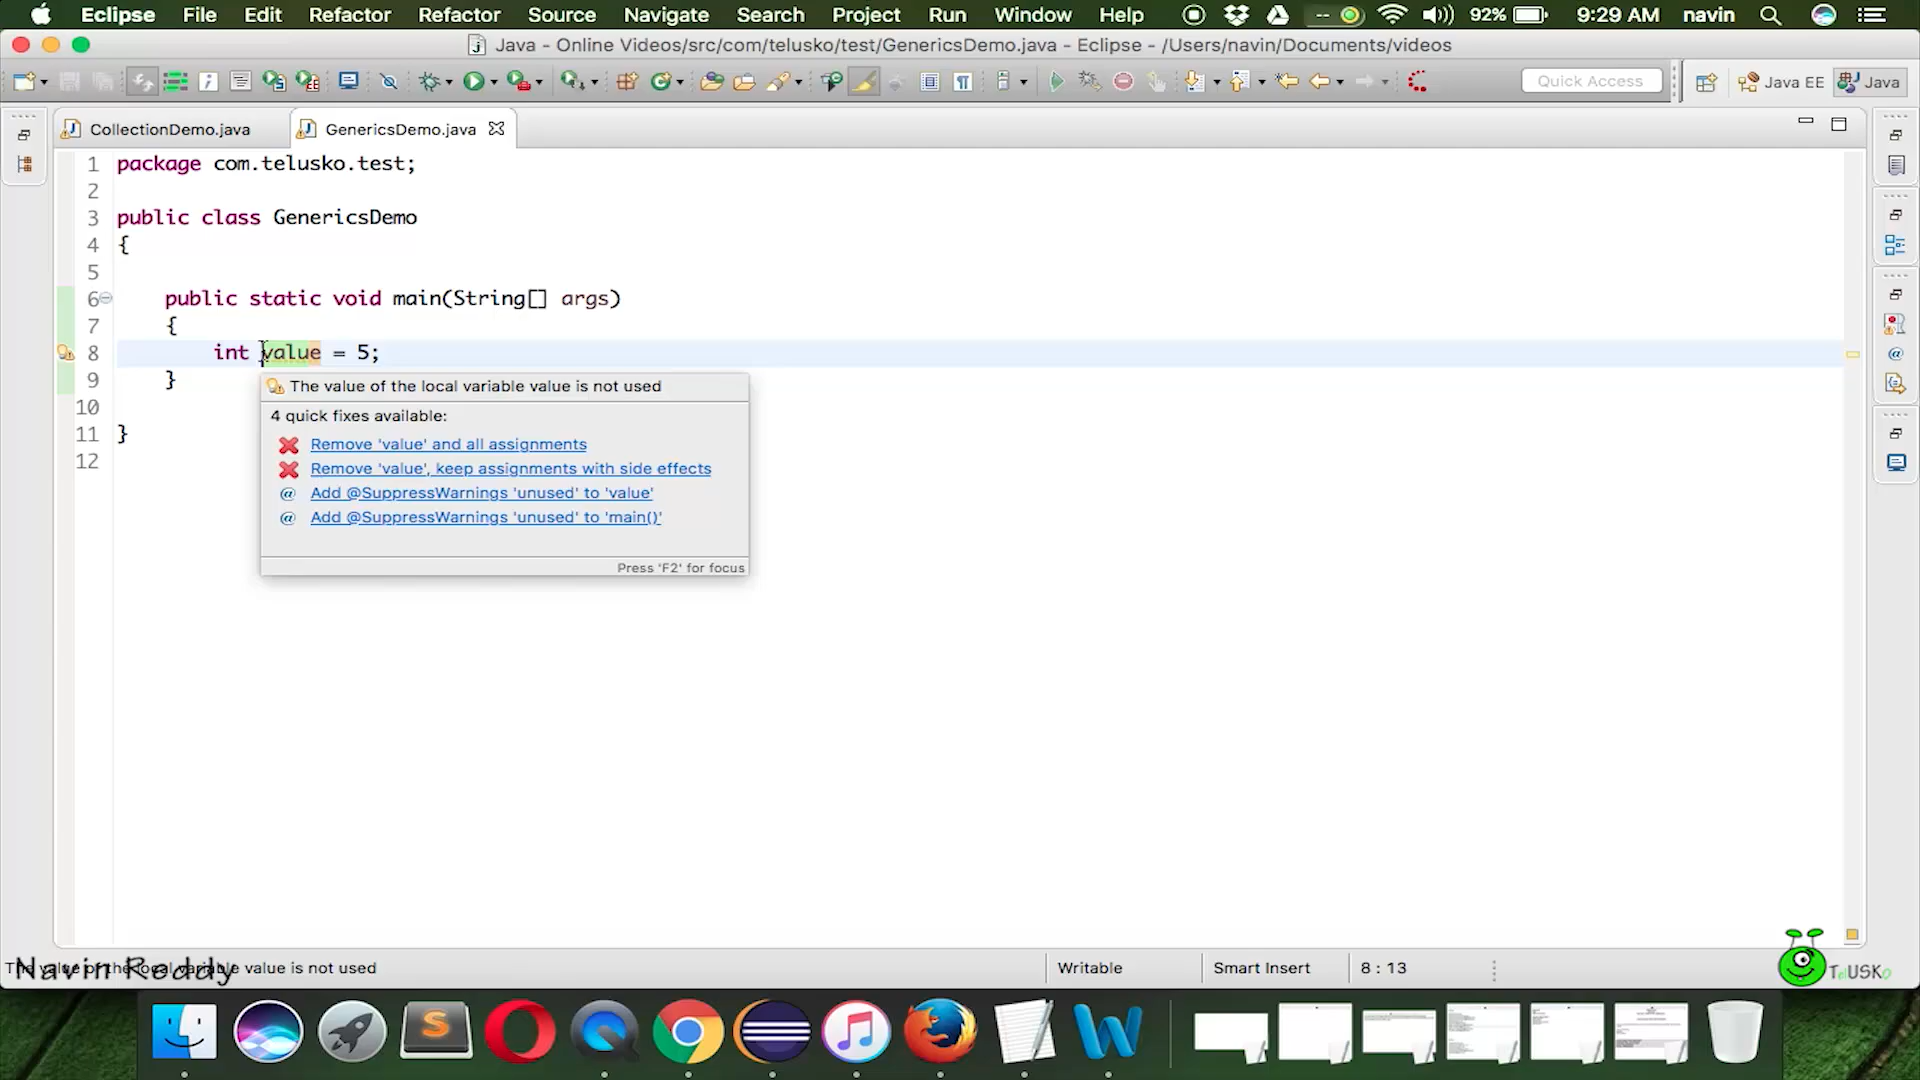 Eclipse File Edit Refactor Refactor Source Navigate Search Project Run Window Help -- 92% 9:29 AM navin
Java - Online Videos/src/com/telusko/test/GenericsDemo.java - Eclipse - /Users/navin/Documents/videos
Quick Access Java EE Java
CollectionDemo.java GenericsDemo.java
1 package com.telusko.test;
2
3 public class GenericsDemo
4 {
5
6 public static void main(String[] args)
7 {
8 int value = 5;
9 }
10
11 }
12
The value of the local variable value is not used
4 quick fixes available:
Remove 'value' and all assignments
Remove 'value', keep assignments with side effects
@ Add @SuppressWarnings 'unused' to 'value'
@ Add @SuppressWarnings 'unused' to 'main()'
Press 'F2' for focus
The value of the local variable value is not used Writable Smart Insert 8 : 13
Navin Reddy
TelUSKO